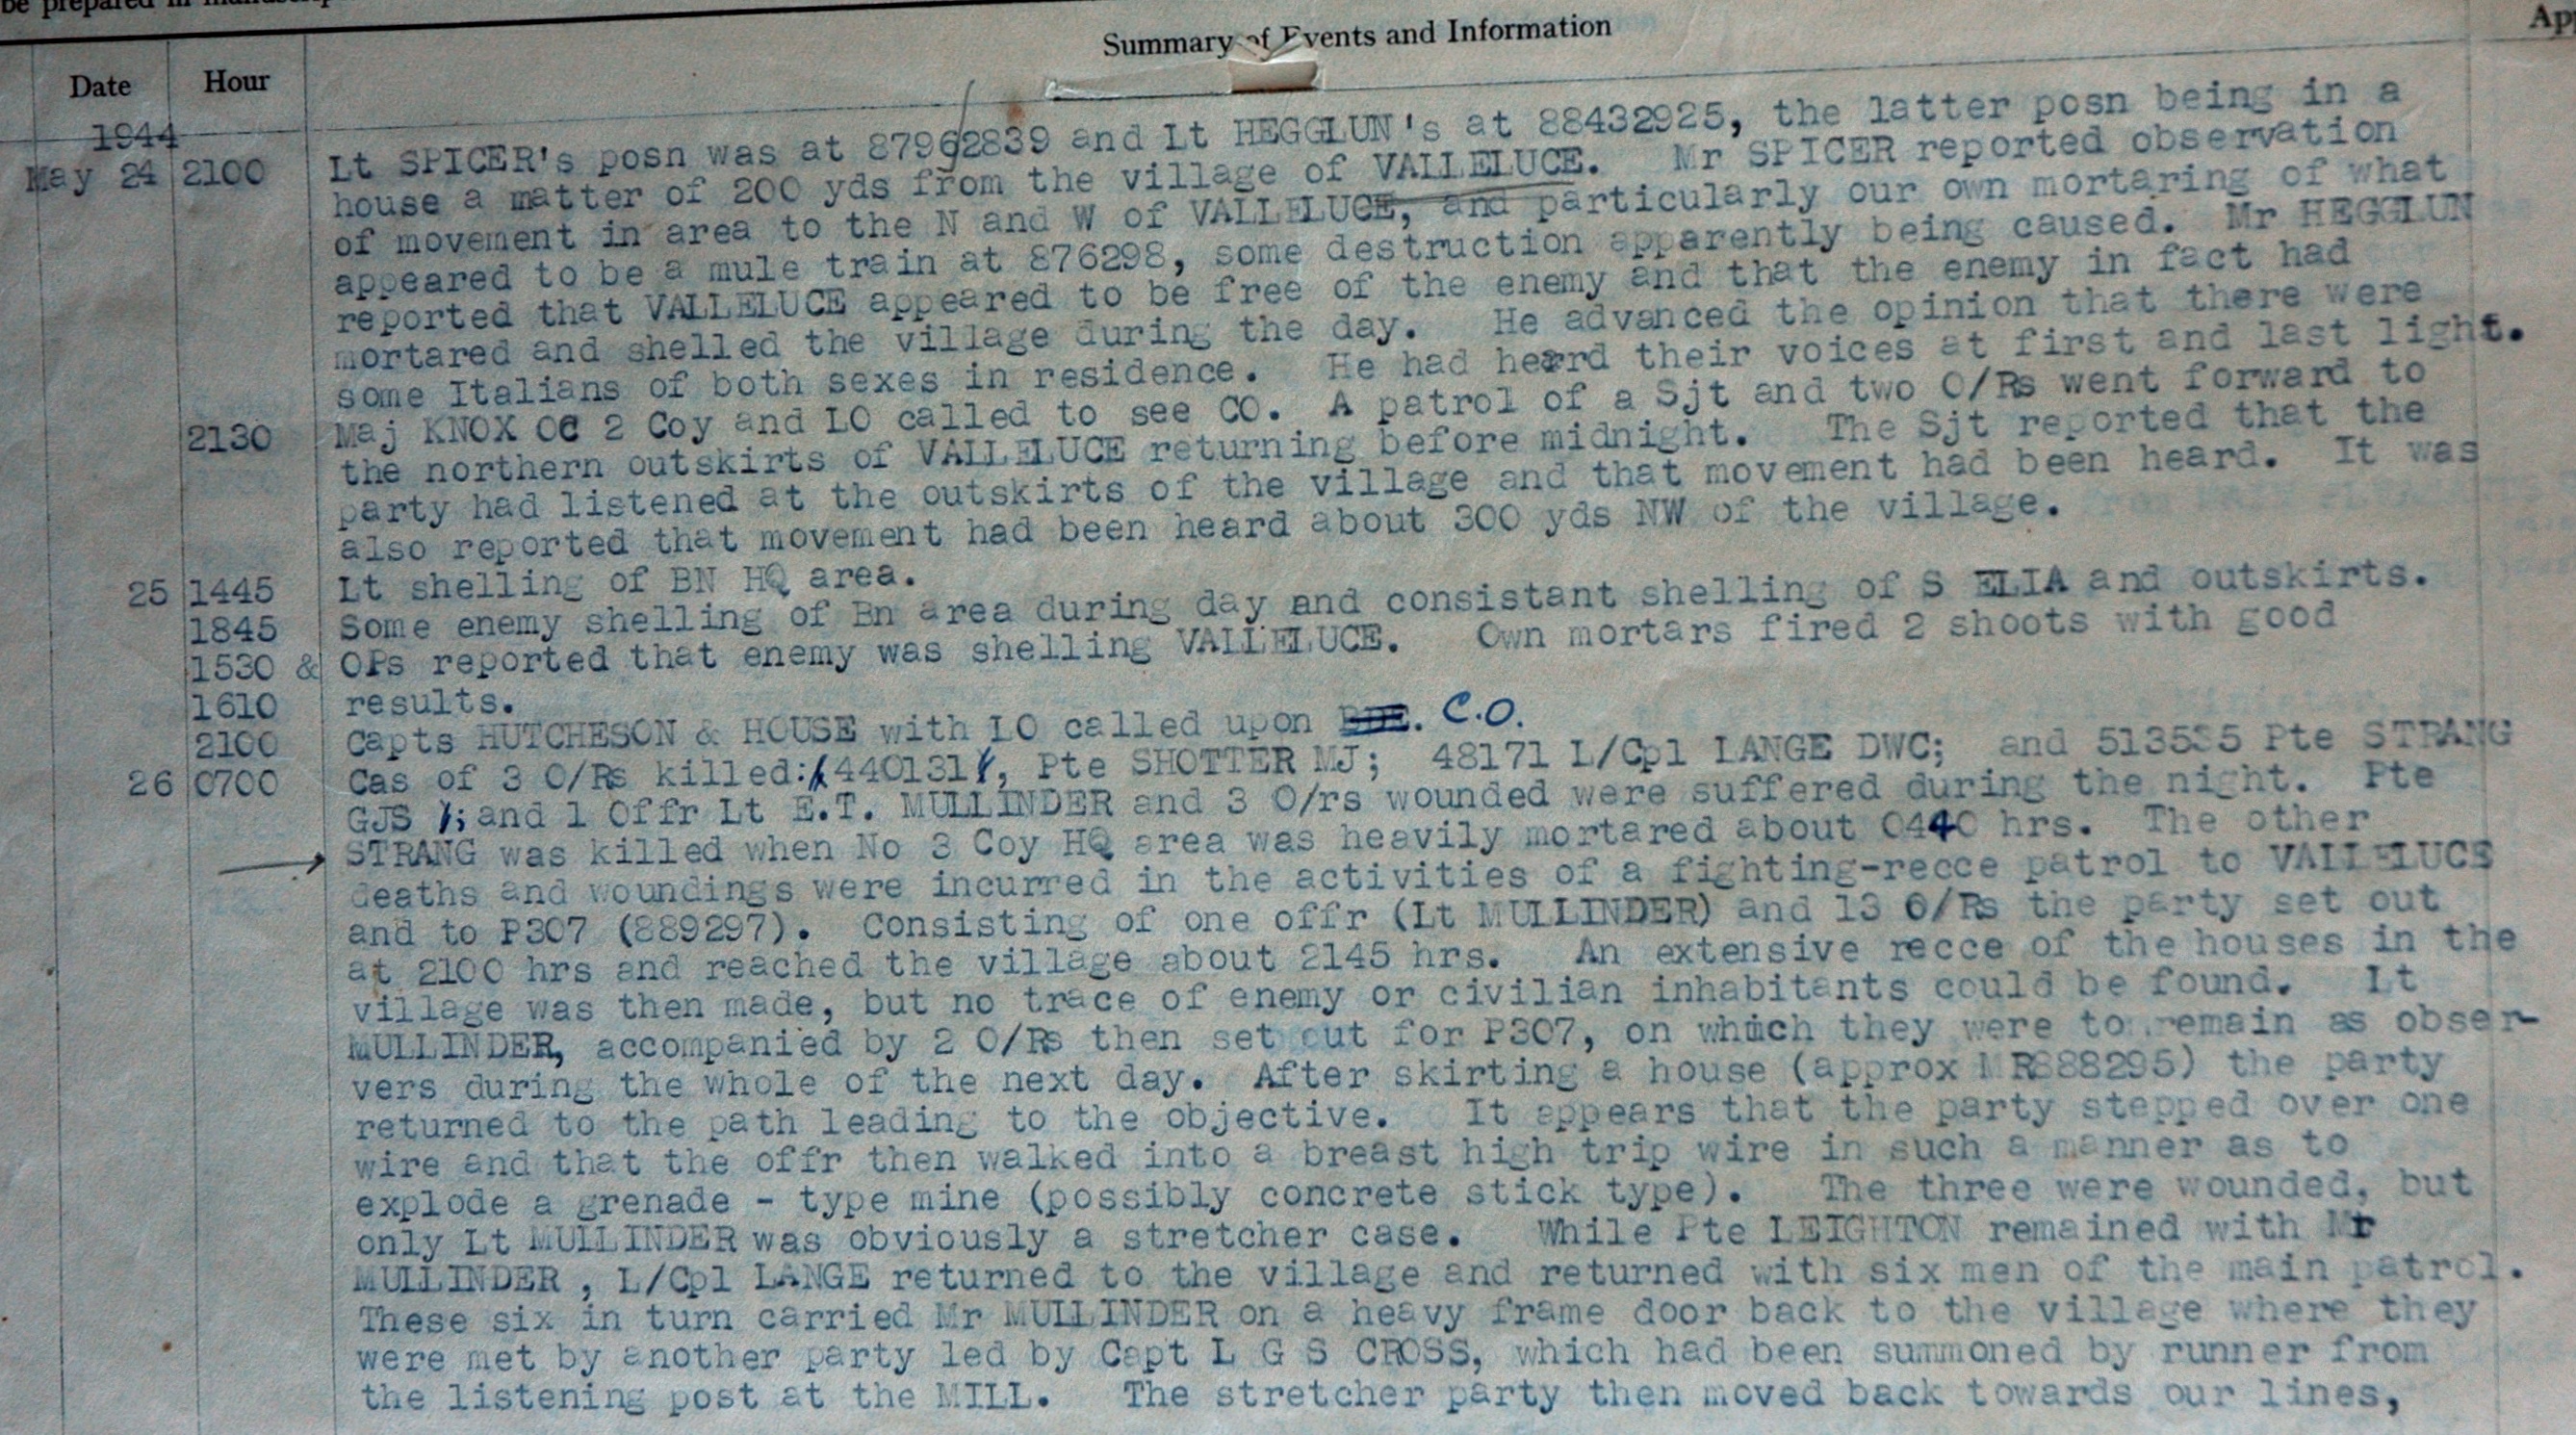 be prepared in
Summary of Events and Information
Date Hour
1944
May 24 2100 Lt SPICER's posn was at 87962839 and Lt HEGGLUN's at 88432925, the latter posn being in a
house a matter of 200 yds from the village of VALLELUCE. Mr SPICER reported observation
of movement in area to the N and W of VALLELUCE, and particularly our own mortaring of what
appeared to be a mule train at 876298, some destruction apparently being caused. Mr HEGGLUN
reported that VALLELUCE appeared to be free of the enemy and that the enemy in fact had
mortared and shelled the village during the day. He advanced the opinion that there were
some Italians of both sexes in residence. He had heard their voices at first and last light.
2130 Maj KNOX OC 2 Coy and LO called to see CO. A patrol of a Sjt and two O/Rs went forward to
the northern outskirts of VALLELUCE returning before midnight. The Sjt reported that the
party had listened at the outskirts of the village and that movement had been heard. It was
also reported that movement had been heard about 300 yds NW of the village.
25 1445 Lt shelling of BN HQ area.
1845 Some enemy shelling of Bn area during day and consistant shelling of S ELIA and outskirts.
1530 & OPs reported that enemy was shelling VALLELUCE. Own mortars fired 2 shoots with good
1610 results.
2100 Capts HUTCHESON & HOUSE with LO called upon C.O.
26 0700 Cas of 3 O/Rs killed: 440131, Pte SHOTTER MJ; 48171 L/Cpl LANGE DWC; and 513535 Pte STRANG
GJS ; and 1 Offr Lt E.T. MULLINDER and 3 O/rs wounded were suffered during the night. Pte
STRANG was killed when No 3 Coy HQ area was heavily mortared about 0440 hrs. The other
deaths and woundings were incurred in the activities of a fighting-recce patrol to VALLELUCE
and to P307 (889297). Consisting of one offr (Lt MULLINDER) and 13 O/Rs the party set out
at 2100 hrs and reached the village about 2145 hrs. An extensive recce of the houses in the
village was then made, but no trace of enemy or civilian inhabitants could be found. Lt
MULLINDER, accompanied by 2 O/Rs then set out for P307, on which they were to remain as obser-
vers during the whole of the next day. After skirting a house (approx MR888295) the party
returned to the path leading to the objective. It appears that the party stepped over one
wire and that the offr then walked into a breast high trip wire in such a manner as to
explode a grenade - type mine (possibly concrete stick type). The three were wounded, but
only Lt MULLINDER was obviously a stretcher case. While Pte LEIGHTON remained with Mr
MULLINDER , L/Cpl LANGE returned to the village and returned with six men of the main patrol.
These six in turn carried Mr MULLINDER on a heavy frame door back to the village where they
were met by another party led by Capt L G S CROSS, which had been summoned by runner from
the listening post at the MILL. The stretcher party then moved back towards our lines,